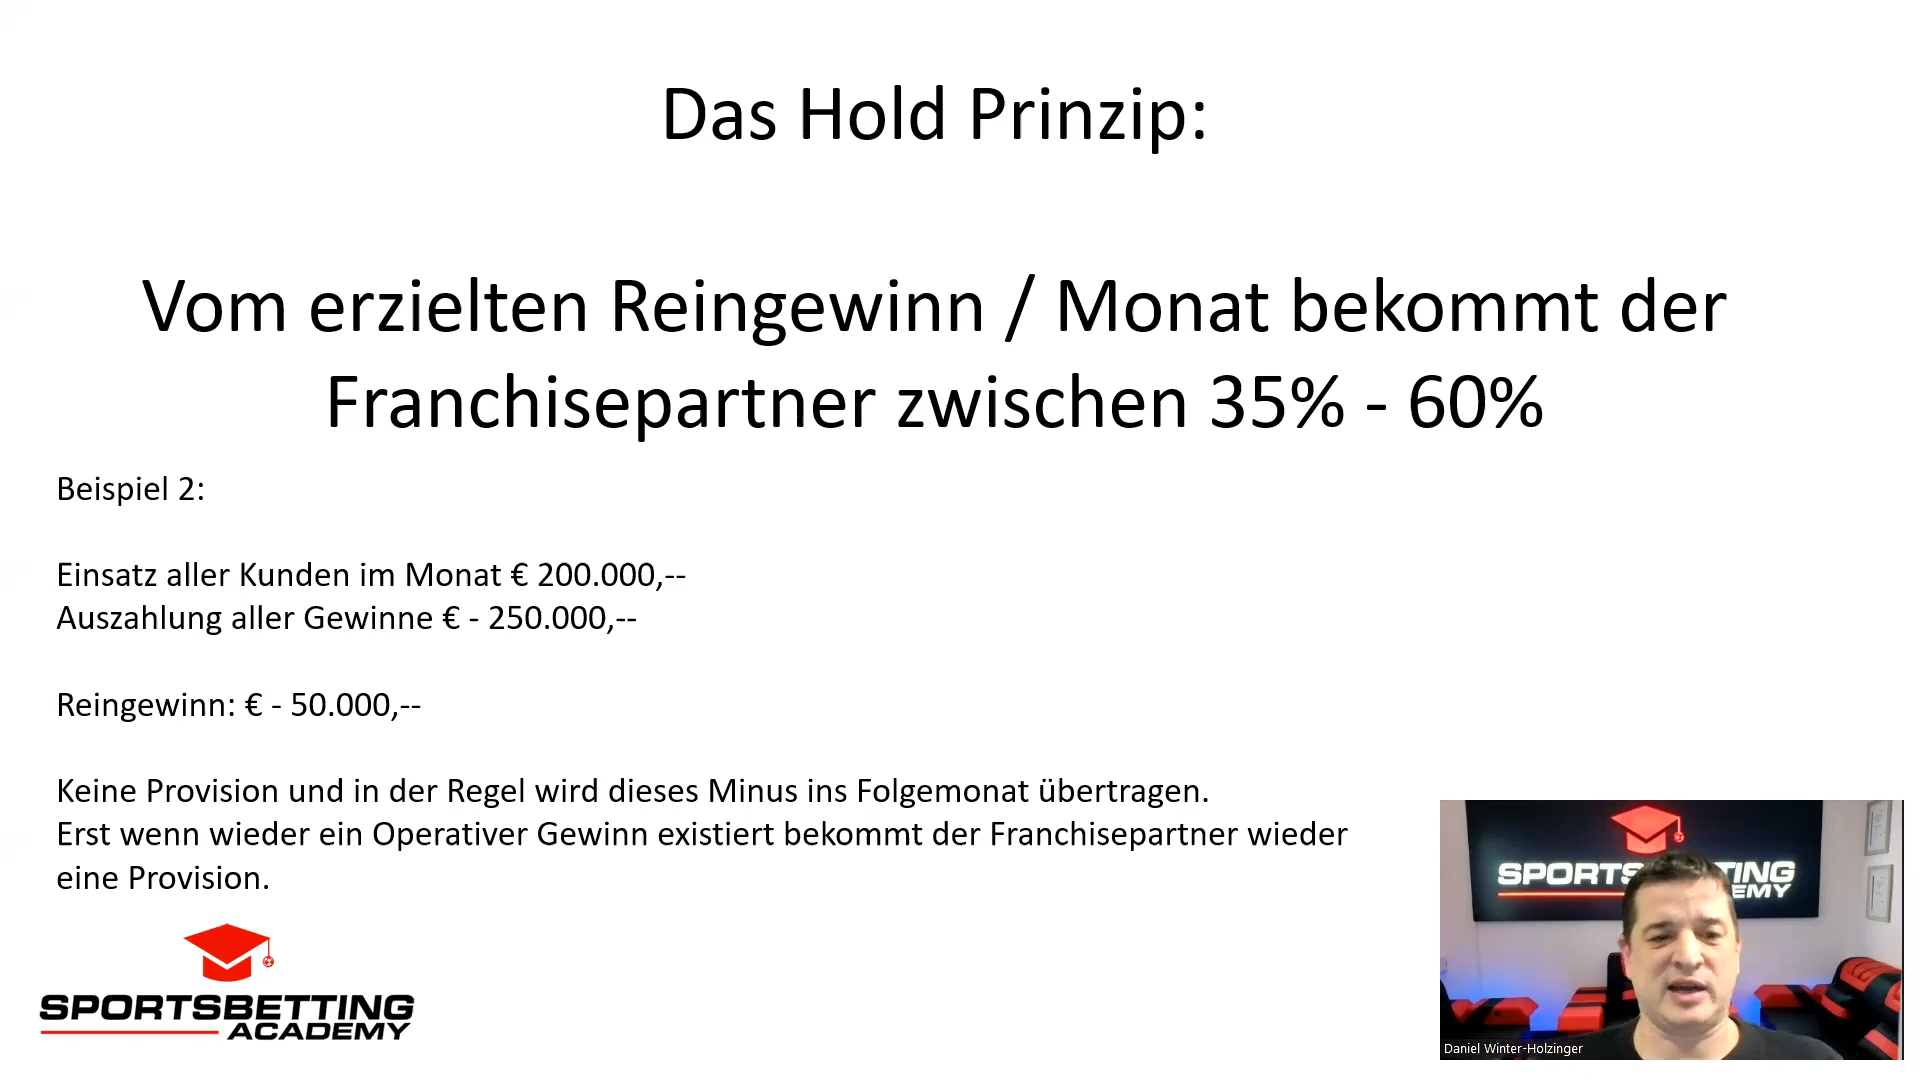 Das Hold Prinzip:
Vom erzielten Reingewinn / Monat bekommt der
Franchisepartner zwischen 35% - 60%
Beispiel 2:
Einsatz aller Kunden im Monat € 200.000,--
Auszahlung aller Gewinne € - 250.000,--
Reingewinn: € - 50.000,--
Keine Provision und in der Regel wird dieses Minus ins Folgemonat übertragen.
Erst wenn wieder ein Operativer Gewinn existiert bekommt der Franchisepartner wieder
eine Provision.
SPORTSBETTING
ACADEMY
SPORTS TING
EMY
Daniel Winter-Holzinger